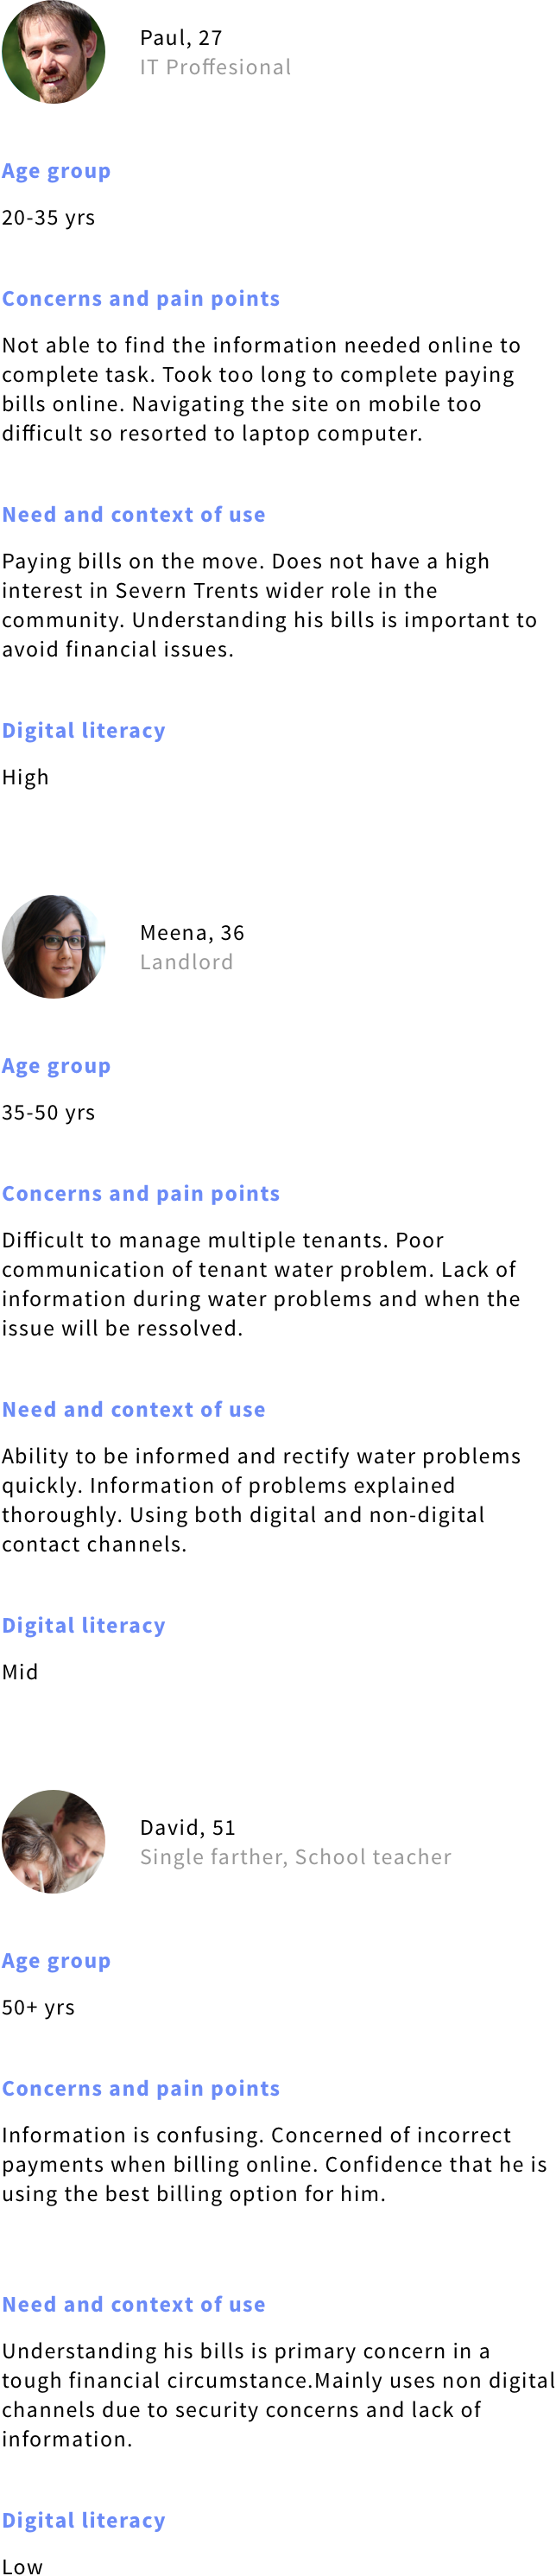 Paul, 27
IT Proffesional
Age group
20-35 yrs
Concerns and pain points
Not able to find the information needed online to
complete task. Took too long to complete paying
bills online. Navigating the site on mobile too
difficult so resorted to laptop computer.
Need and context of use
Paying bills on the move. Does not have a high
interest in Severn Trents wider role in the
community. Understanding his bills is important to
avoid financial issues.
Digital literacy
High
Meena, 36
Landlord
Age group
35-50 yrs
Concerns and pain points
Difficult to manage multiple tenants. Poor
communication of tenant water problem. Lack of
information during water problems and when the
issue will be ressolved.
Need and context of use
Ability to be informed and rectify water problems
quickly. Information of problems explained
thoroughly. Using both digital and non-digital
contact channels.
Digital literacy
Mid
David, 51
Single farther, School teacher
Age group
50+ yrs
Concerns and pain points
Information is confusing. Concerned of incorrect
payments when billing online. Confidence that he is
using the best billing option for him.
Need and context of use
Understanding his bills is primary concern in a
tough financial circumstance.Mainly uses non digital
channels due to security concerns and lack of
information.
Digital literacy
Low